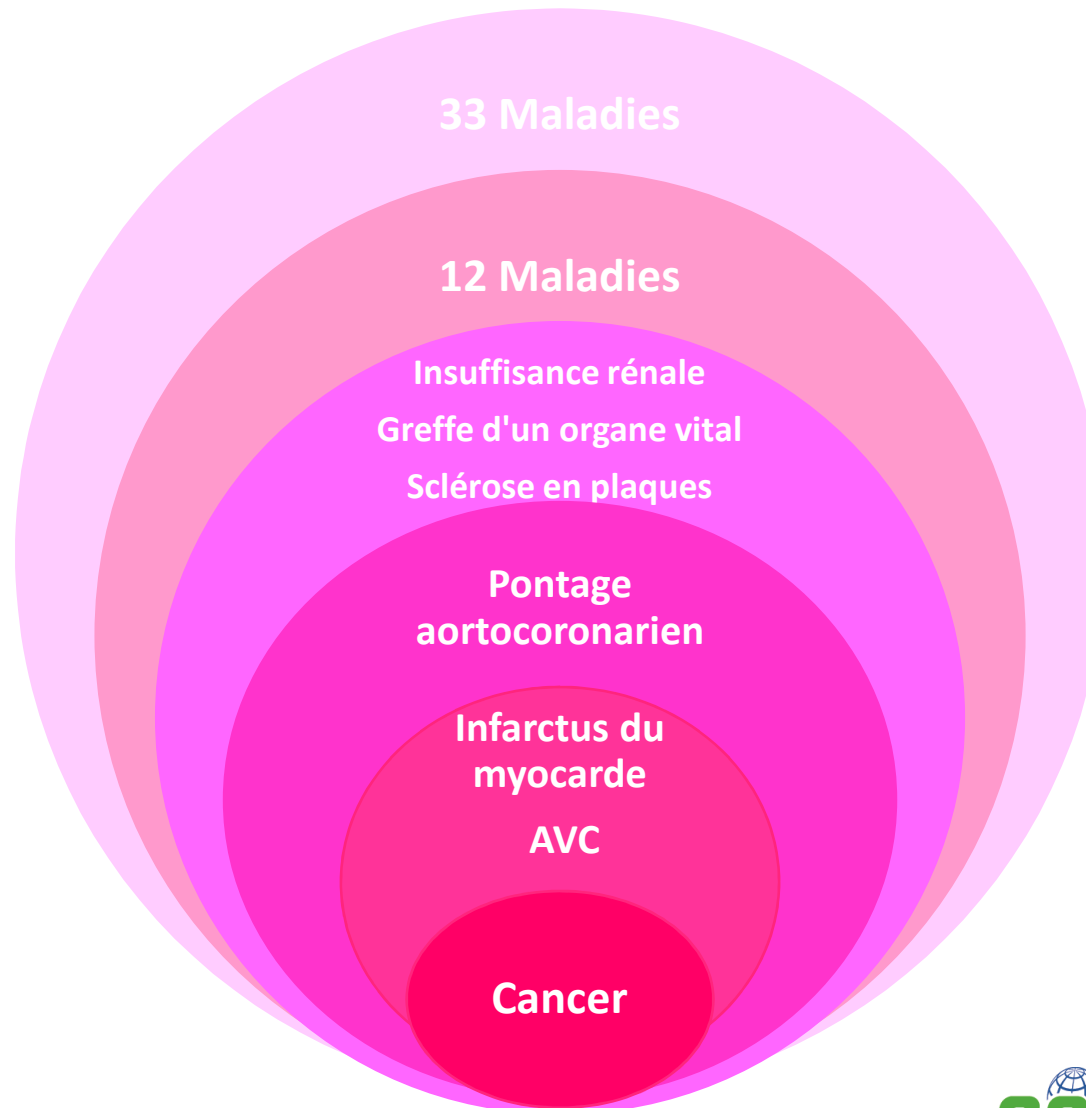 33 Maladies
12 Maladies
Insuffisance rénale
Greffe d'un organe vital
Sclérose en plaques
Pontage
aortocoronarien
Infarctus du
myocarde
AVC
Cancer